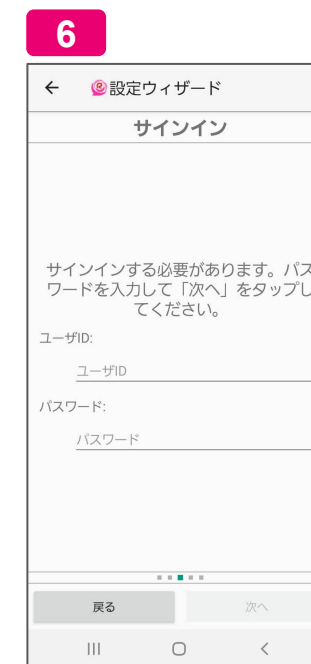 6
設定ウィザード
サインイン
サインインする必要があります。パス
ワードを入力して「次へ」をタップし
てください。
ユーザID:
ユーザID
パスワード:
パスワード
戻る
次へ